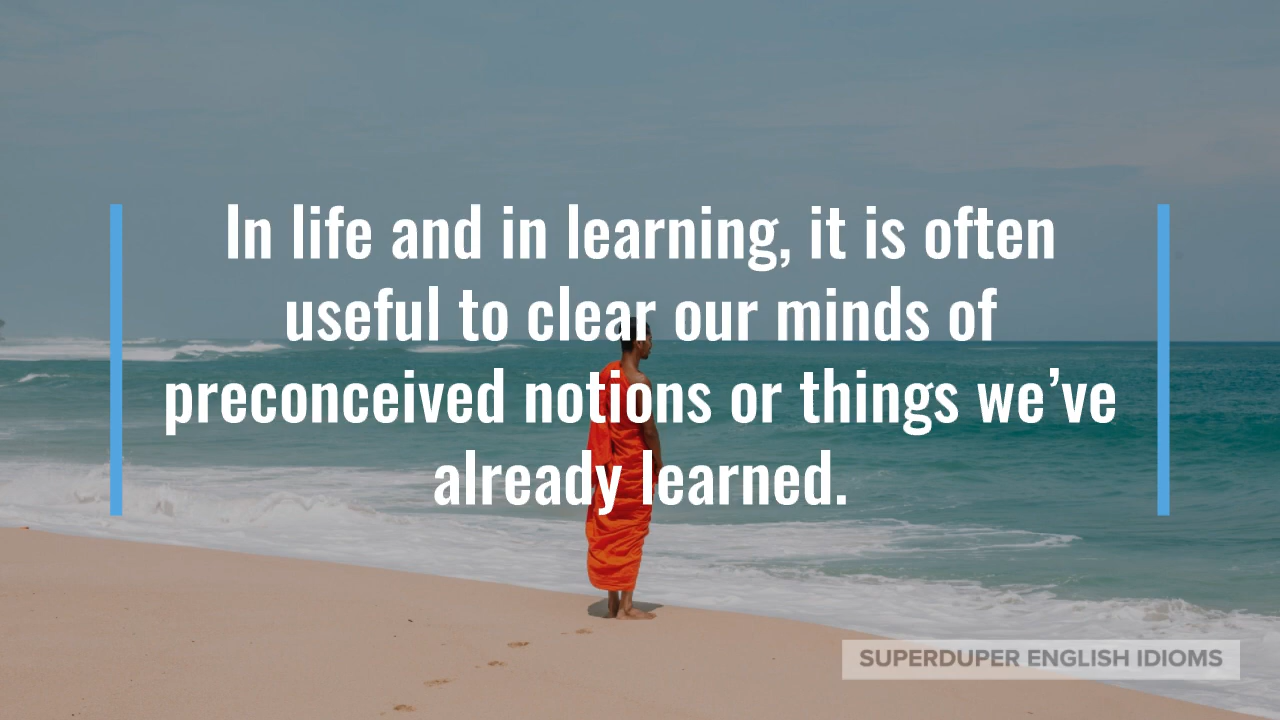 In life and in learning, it is often
useful to clear our minds of
preconceived notions or things we’ve
already learned.
SUPERDUPER ENGLISH IDIOMS